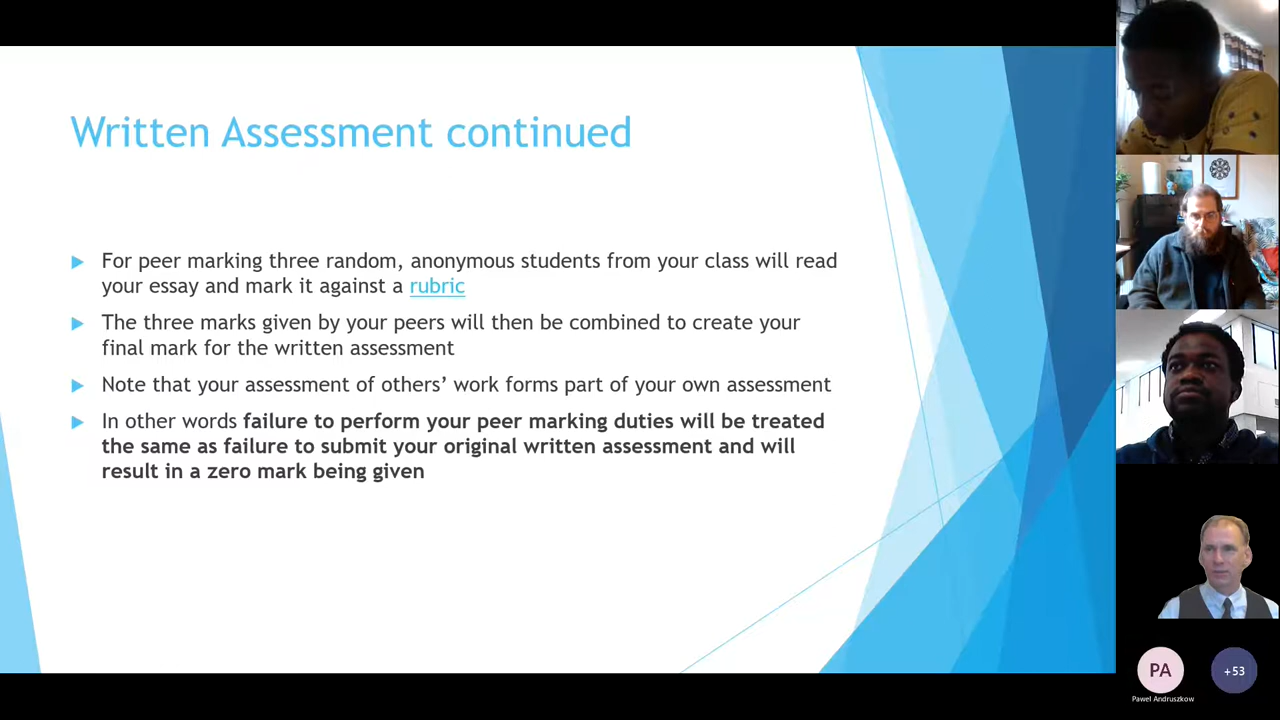 Written Assessment continued
For peer marking three random, anonymous students from your class will read
your essay and mark it against a rubric
The three marks given by your peers will then be combined to create your
final mark for the written assessment
Note that your assessment of others’ work forms part of your own assessment
In other words failure to perform your peer marking duties will be treated
the same as failure to submit your original written assessment and will
result in a zero mark being given
PA
+53
Pawel Andruszkow